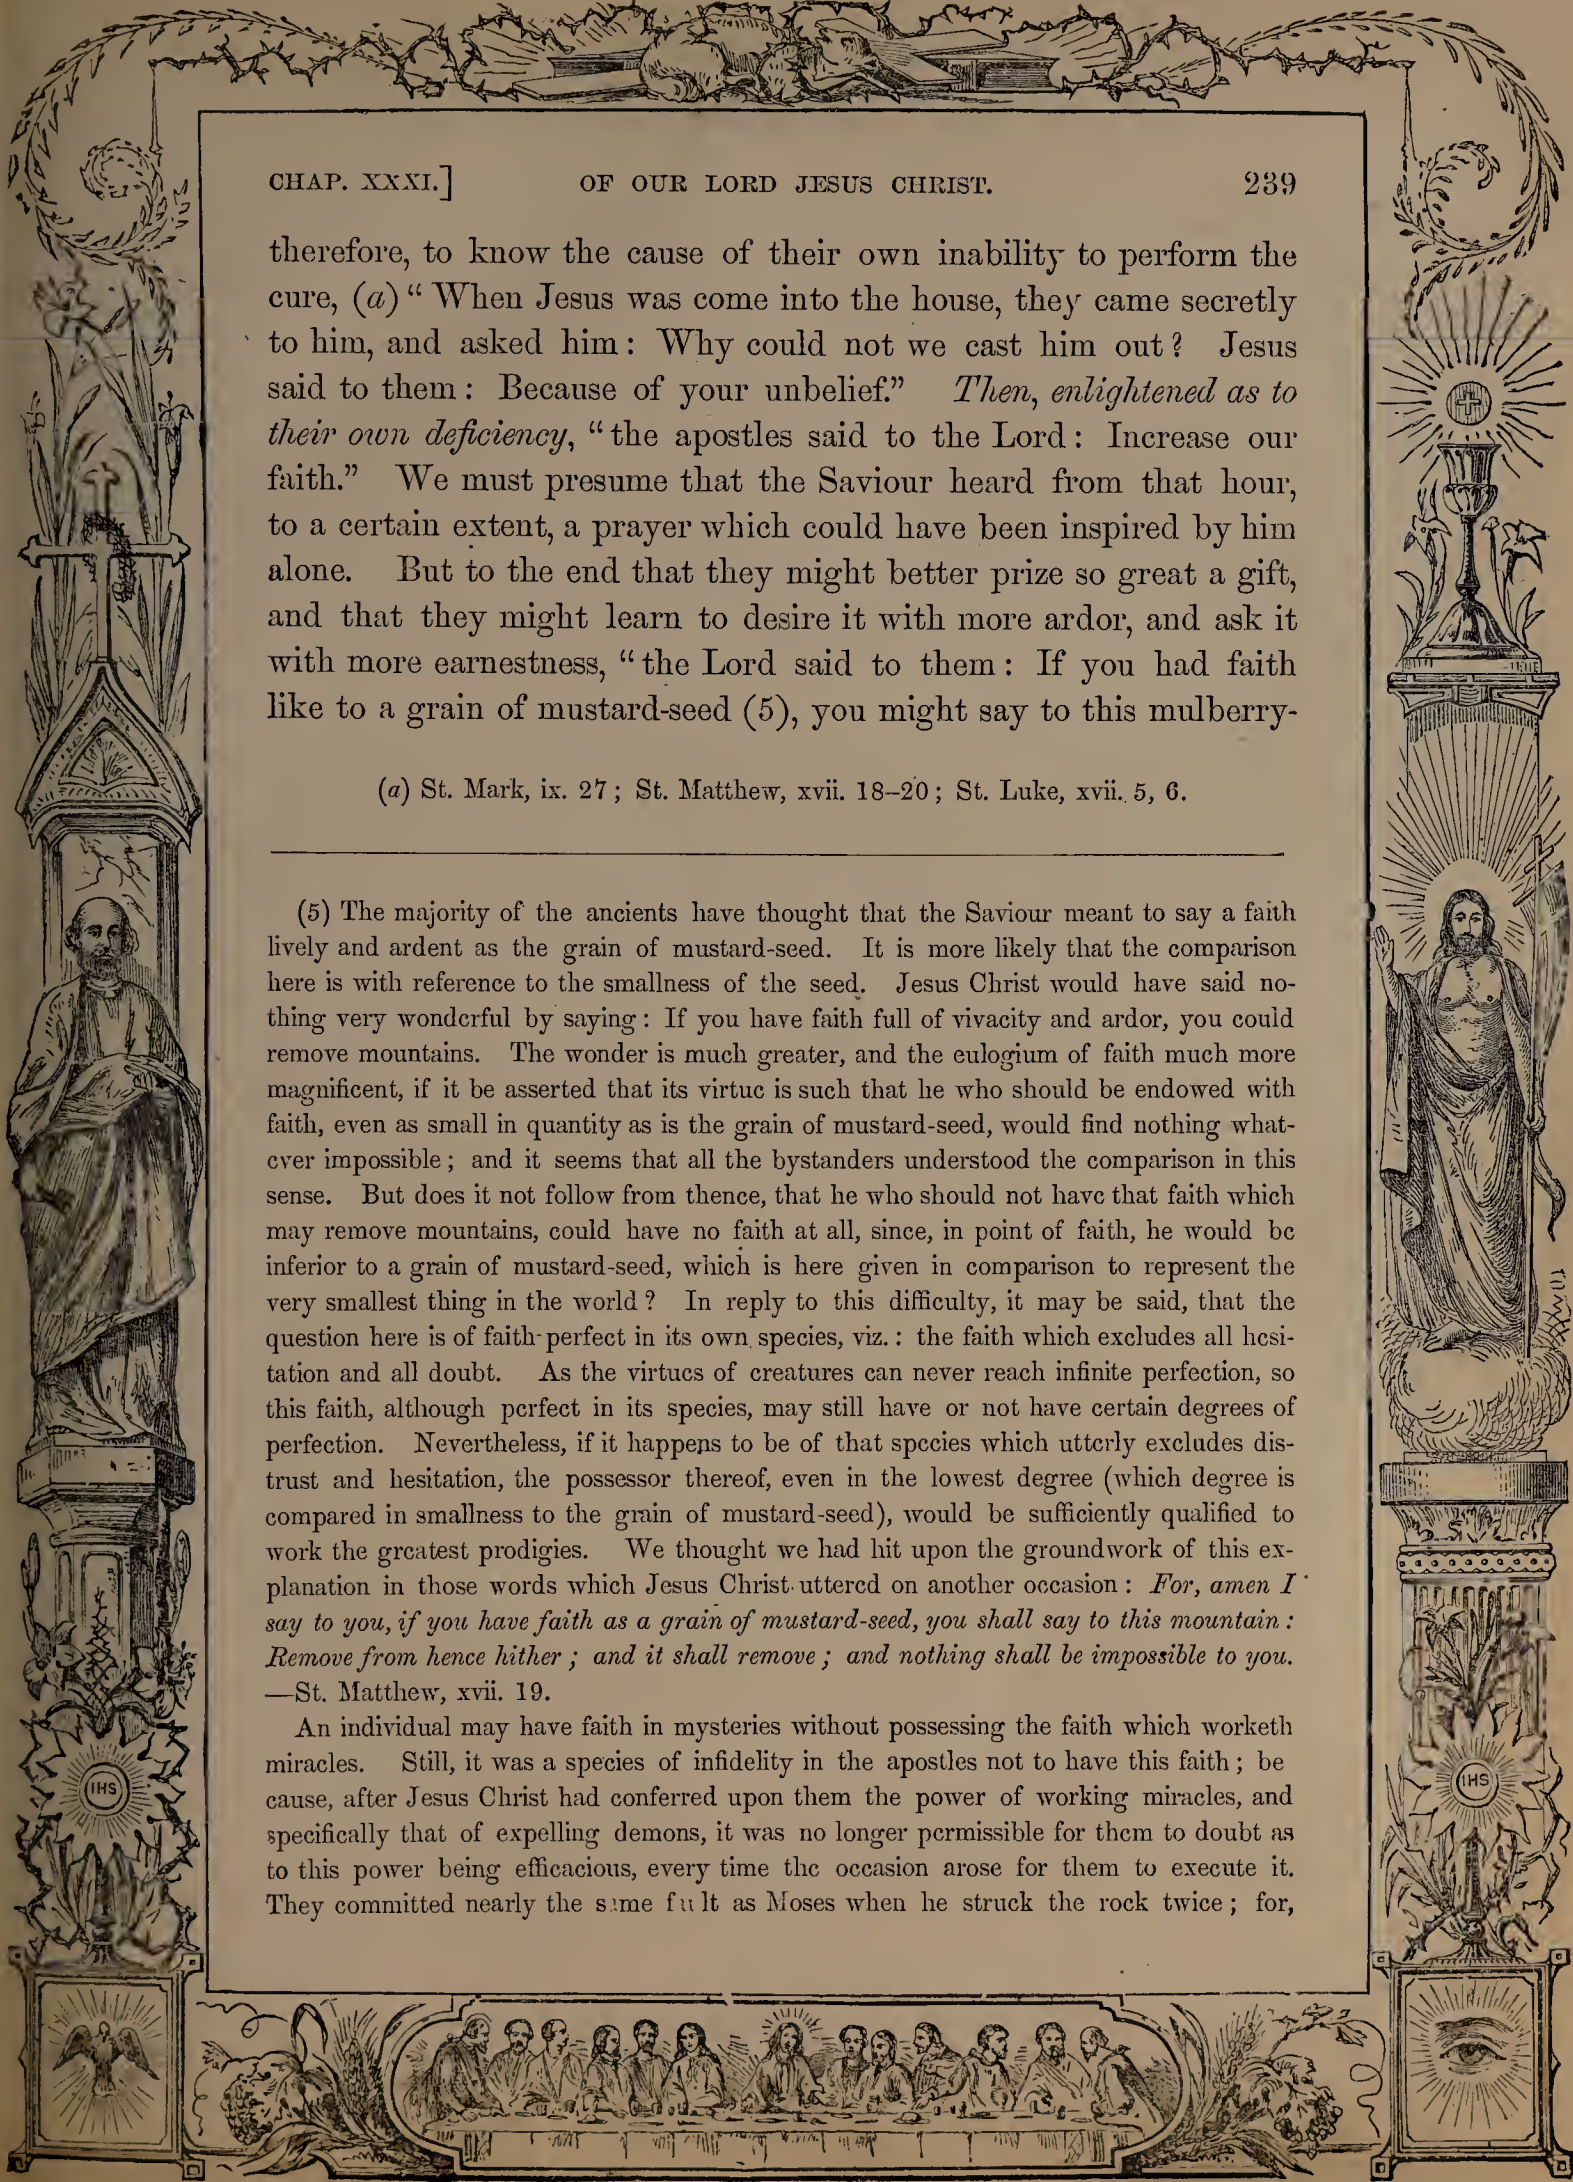 CHAP. XXXI.] OF OUR LORD JESUS CHRIST. 239
therefore, to know the cause of their own inability to perform the
cure, (a) “ When Jesus was come into the house, they came secretly
to him, and asked him : Why could not we cast him out ? Jesus
said to them : Because of your unbelief.” Then, enlightened as to
their own deficiency, “ the apostles said to the Lord : Increase our
faith.” We must presume that the Saviour heard from that hour,
to a certain extent, a prayer which could have been inspired by him
alone. But to the end that they might better prize so great a gift,
and that they might learn to desire it with more ardor, and ask it
with more earnestness, “ the Lord said to them : If you had faith
like to a grain of mustard-seed (5), you might say to this mulberry-
(a) St. Mark, ix. 27 ; St. Matthew, xvii. 18–20 ; St. Luke, xvii. 5, 6.
(5) The majority of the ancients have thought that the Saviour meant to say a faith
lively and ardent as the grain of mustard-seed. It is more likely that the comparison
here is with reference to the smallness of the seed. Jesus Christ would have said no-
thing very wonderful by saying : If you have faith full of vivacity and ardor, you could
remove mountains. The wonder is much greater, and the eulogium of faith much more
magnificent, if it be asserted that its virtue is such that he who should be endowed with
faith, even as small in quantity as is the grain of mustard-seed, would find nothing what-
ever impossible ; and it seems that all the bystanders understood the comparison in this
sense. But does it not follow from thence, that he who should not have that faith which
may remove mountains, could have no faith at all, since, in point of faith, he would be
inferior to a grain of mustard-seed, which is here given in comparison to represent the
very smallest thing in the world ? In reply to this difficulty, it may be said, that the
question here is of faith perfect in its own species, viz. : the faith which excludes all hesi-
tation and all doubt. As the virtues of creatures can never reach infinite perfection, so
this faith, although perfect in its species, may still have or not have certain degrees of
perfection. Nevertheless, if it happens to be of that species which utterly excludes dis-
trust and hesitation, the possessor thereof, even in the lowest degree (which degree is
compared in smallness to the grain of mustard-seed), would be sufficiently qualified to
work the greatest prodigies. We thought we had hit upon the groundwork of this ex-
planation in those words which Jesus Christ uttered on another occasion : For, amen I
say to you, if you have faith as a grain of mustard-seed, you shall say to this mountain :
Remove from hence hither ; and it shall remove ; and nothing shall be impossible to you.
—St. Matthew, xvii. 19.
An individual may have faith in mysteries without possessing the faith which worketh
miracles. Still, it was a species of infidelity in the apostles not to have this faith ; be
cause, after Jesus Christ had conferred upon them the power of working miracles, and
specifically that of expelling demons, it was no longer permissible for them to doubt as
to this power being efficacious, every time the occasion arose for them to execute it.
They committed nearly the same fault as Moses when he struck the rock twice ; for,
IHS
IHS